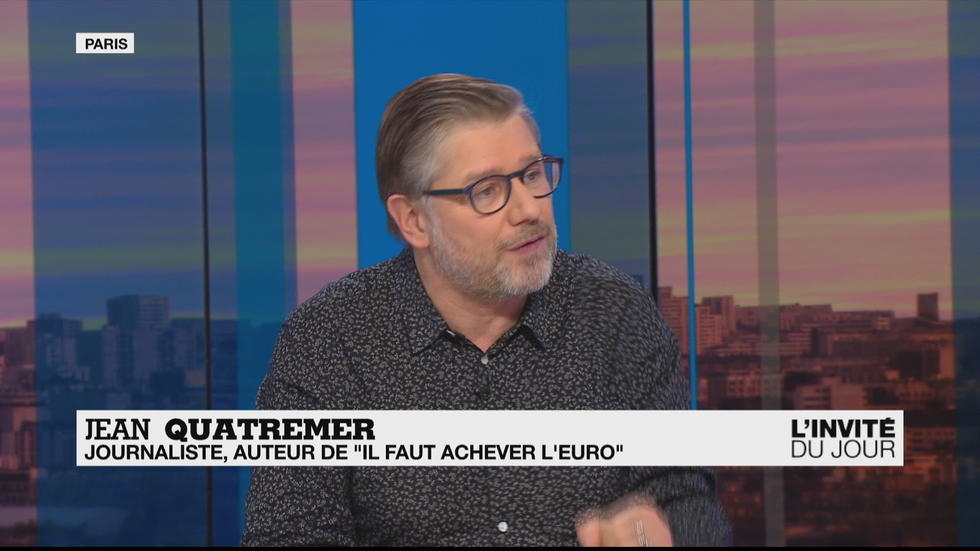 PARIS
JEAN QUATREMER
JOURNALISTE, AUTEUR DE "IL FAUT ACHEVER L'EURO"
L'INVITÉ
DU JOUR